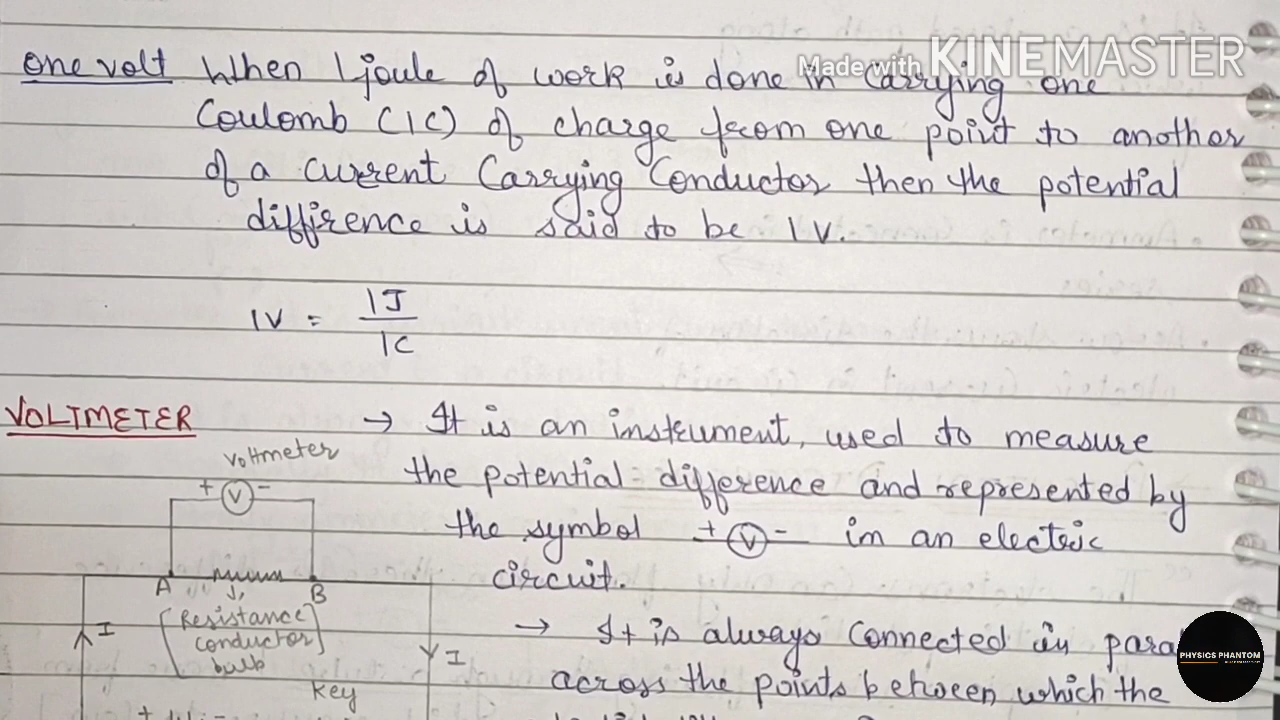 Made with KINEMASTER
One volt When 1 joule of work is done in carrying one
Coulomb (1C) of charge from one point to another
of a current Carrying Conductor then the potential
diffirence is said to be 1V.
1V = 1J
1C
VOLTMETER → It is an instrument, used to measure
the potential difference and represented by
the symbol + V - in an electric
circuit.
Voltmeter
+ V -
A B
Resistance
conductor
bulb
I
I
Key
+ -
→ It is always connected in para
across the points between which the
PHYSICS PHANTOM